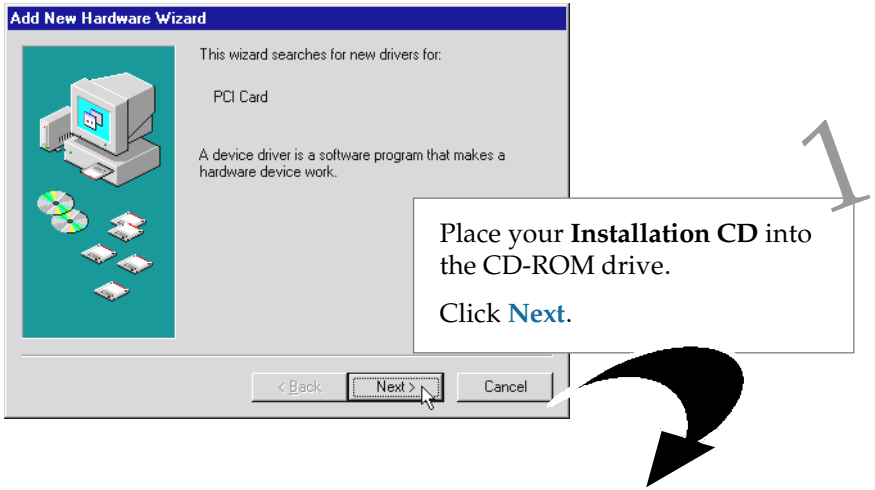 Add New Hardware Wizard
This wizard searches for new drivers for:
PCI Card
A device driver is a software program that makes a
hardware device work.
1
Place your Installation CD into
the CD-ROM drive.
Click Next.
< Back
Next >
Cancel